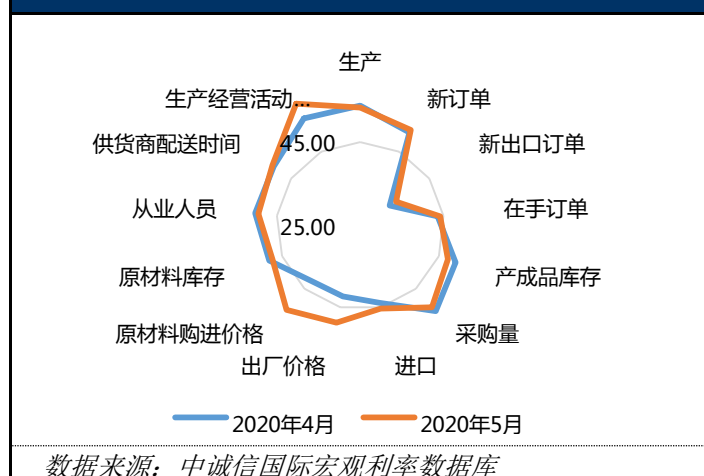 生产
新订单
新出口订单
在手订单
产成品库存
采购量
进口
出厂价格
原材料购进价格
原材料库存
从业人员
供货商配送时间
生产经营活动...
45.00
25.00
2020年4月
2020年5月
数据来源：中诚信国际宏观利率数据库